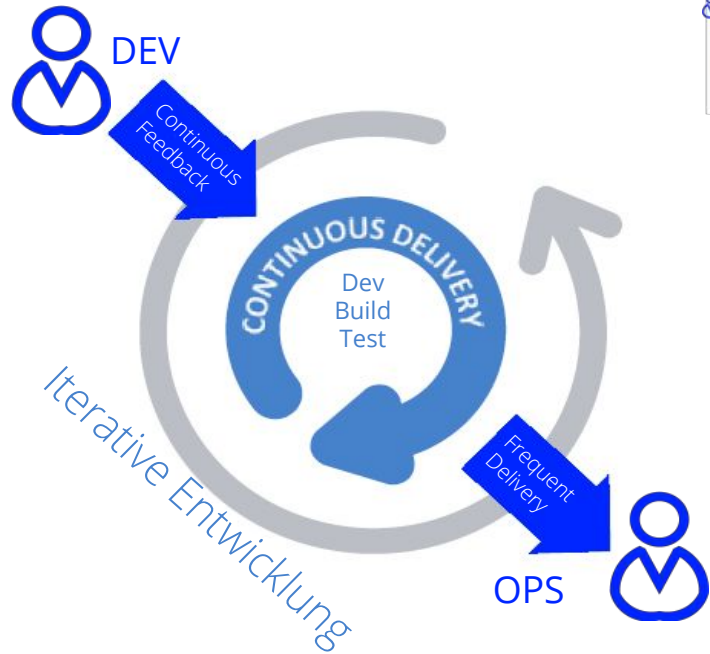 DEV
Continuous
Feedback
CONTINUOUS DELIVERY
Dev
Build
Test
Iterative Entwicklung
Frequent
Delivery
OPS